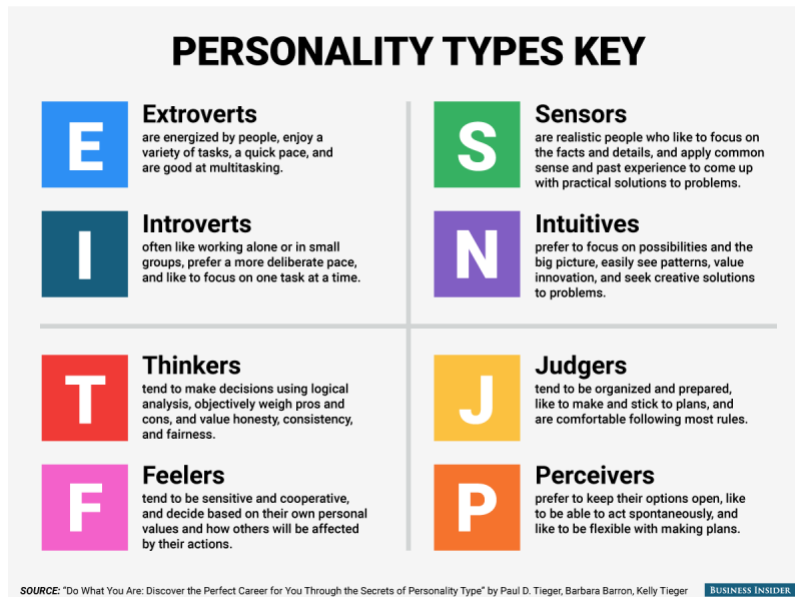 PERSONALITY TYPES KEY
E
Extroverts
are energized by people, enjoy a
variety of tasks, a quick pace, and
are good at multitasking.
S
Sensors
are realistic people who like to focus on
the facts and details, and apply common
sense and past experience to come up
with practical solutions to problems.
I
Introverts
often like working alone or in small
groups, prefer a more deliberate pace,
and like to focus on one task at a time.
N
Intuitives
prefer to focus on possibilities and the
big picture, easily see patterns, value
innovation, and seek creative solutions
to problems.
T
Thinkers
tend to make decisions using logical
analysis, objectively weigh pros and
cons, and value honesty, consistency,
and fairness.
J
Judgers
tend to be organized and prepared,
like to make and stick to plans, and
are comfortable following most rules.
F
Feelers
tend to be sensitive and cooperative,
and decide based on their own personal
values and how others will be affected
by their actions.
P
Perceivers
prefer to keep their options open, like
to be able to act spontaneously, and
like to be flexible with making plans.
SOURCE: “Do What You Are: Discover the Perfect Career for You Through the Secrets of Personality Type” by Paul D. Tieger, Barbara Barron, Kelly Tieger
BUSINESS INSIDER